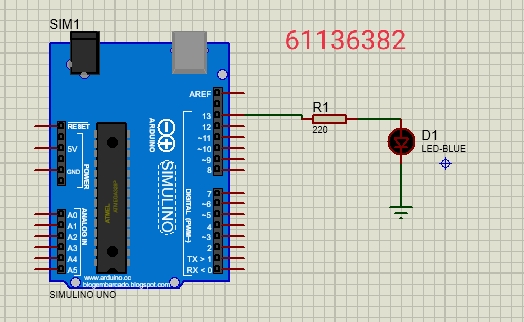 SIM1
61136382
AREF
RESET
5V
GND
POWER
ANALOG IN
A0
A1
A2
A3
A4
A5
ATMEL
ARDUINO
SIMULINO
DIGITAL (PWM~)
13
12
~11
~10
~9
8
7
~6
~5
4
~3
2
TX > 1
RX < 0
www.arduino.cc
blogembarcado.blogspot.com
SIMULINO UNO
R1
220
D1
LED-BLUE